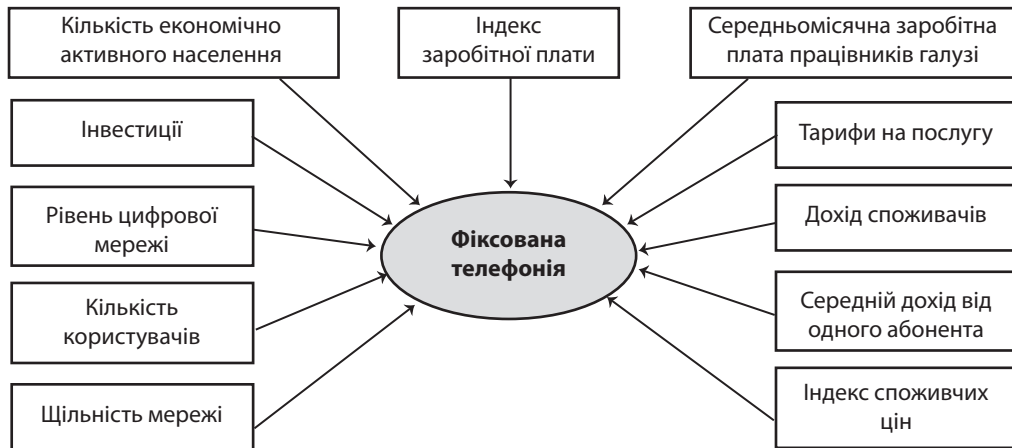 Кількість економічно
активного населення
Індекс
заробітної плати
Середньомісячна заробітна
плата працівників галузі
Інвестиції
Тарифи на послугу
Рівень цифрової
мережі
Фіксована
телефонія
Дохід споживачів
Кількість
користувачів
Середній дохід від
одного абонента
Щільність мережі
Індекс споживчих
цін